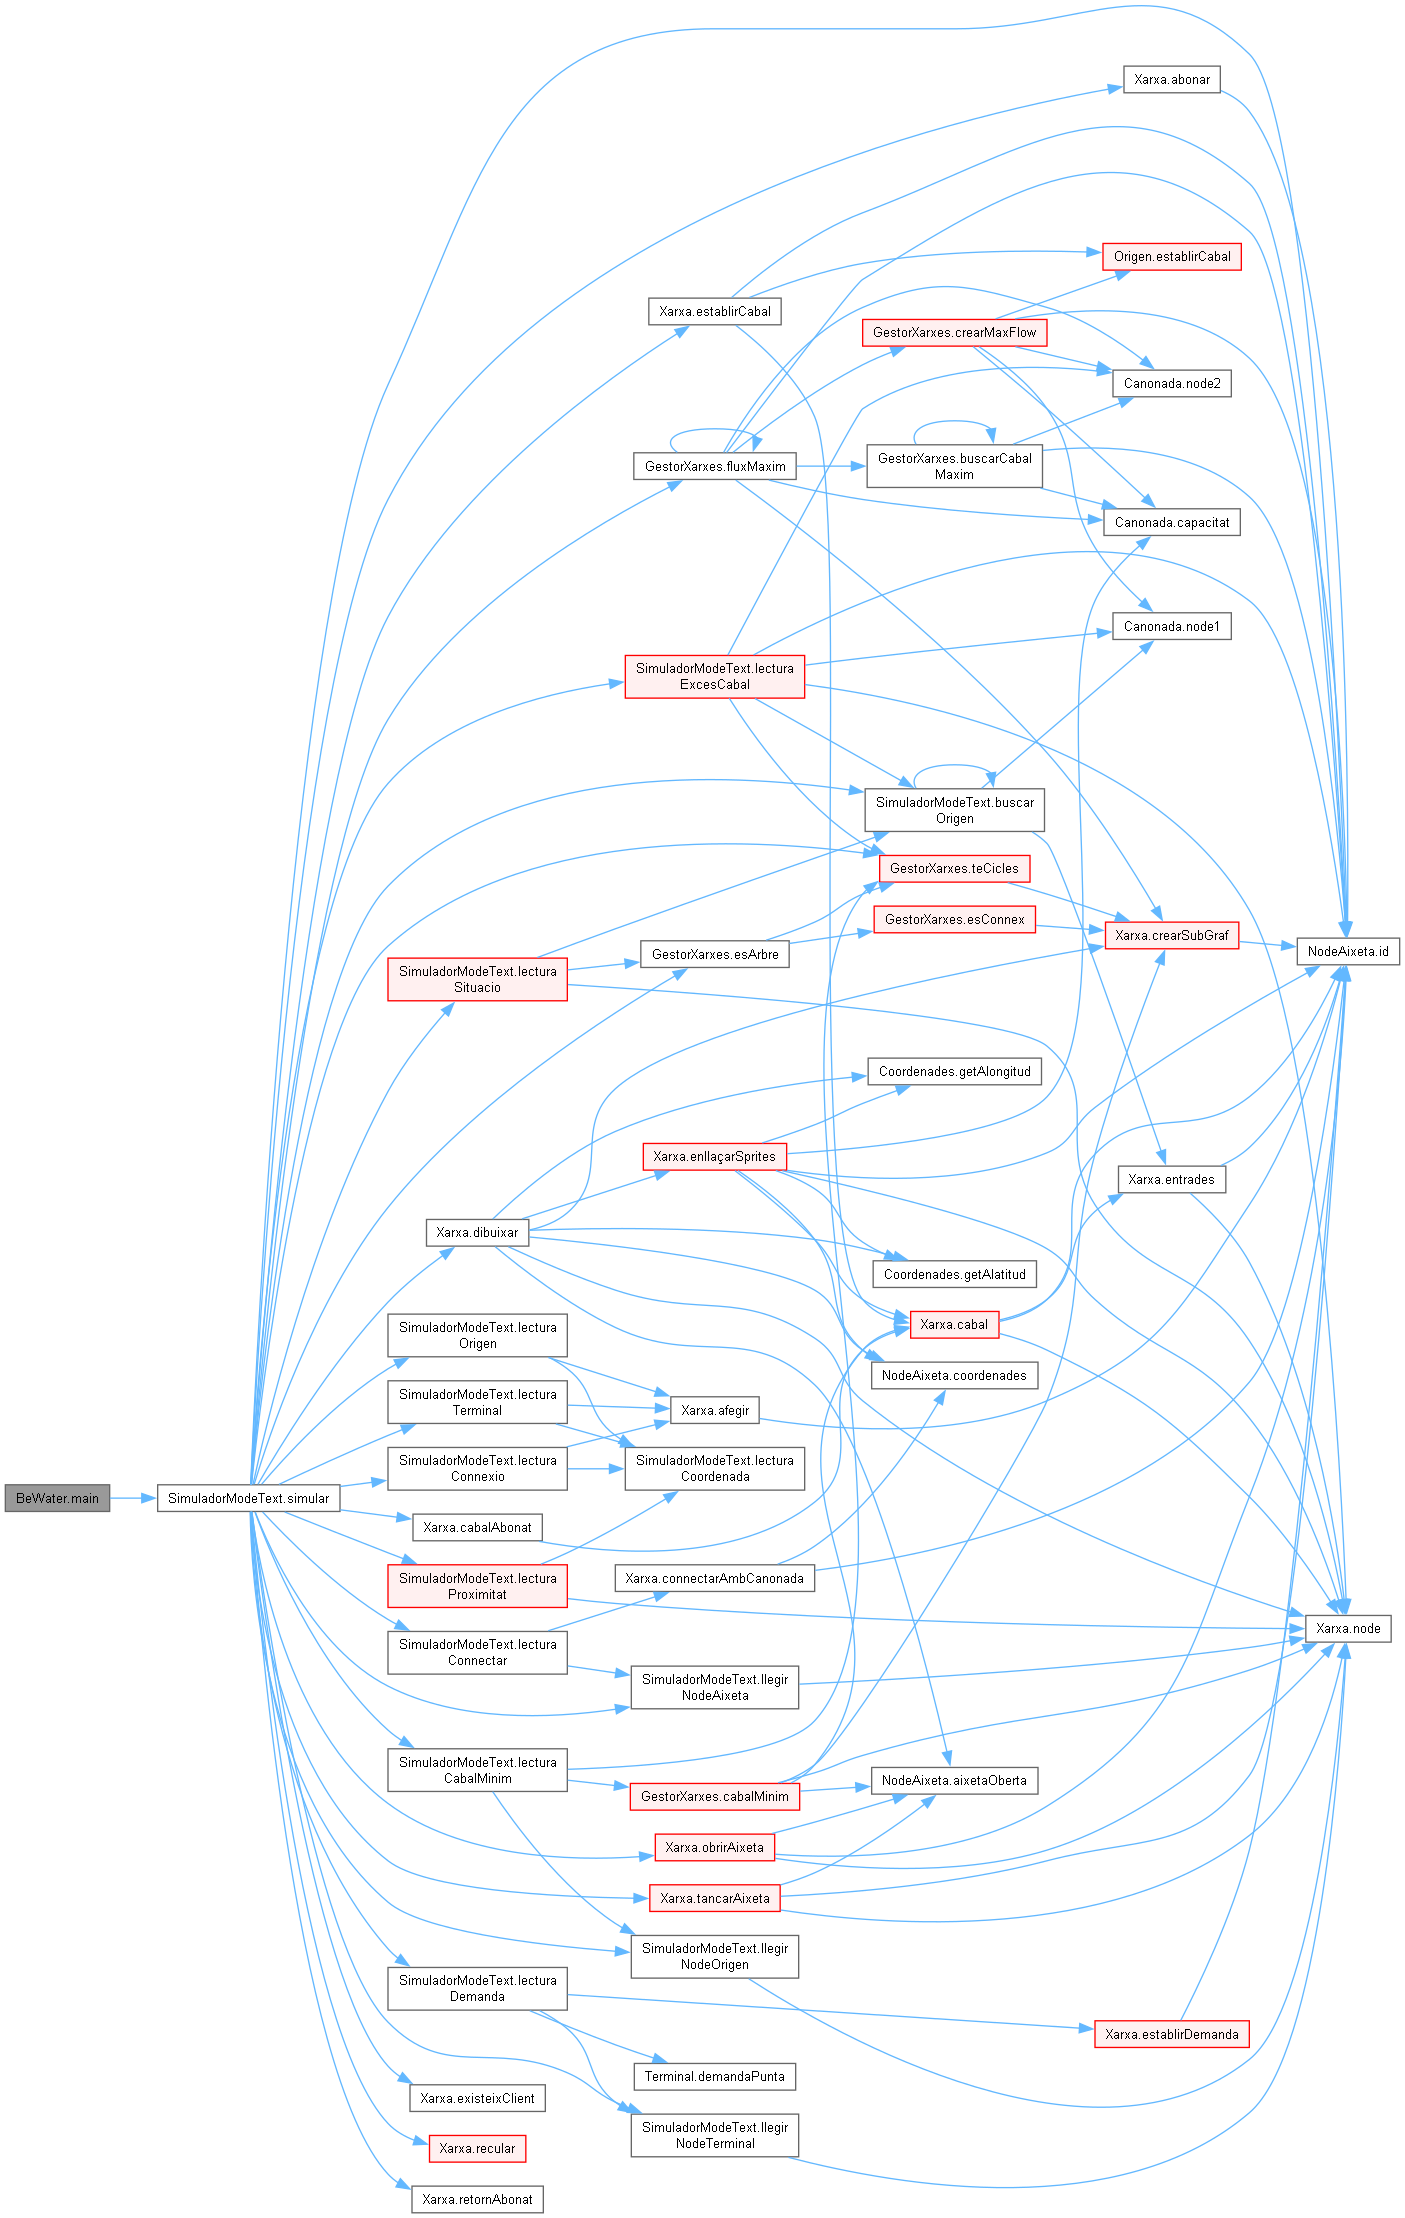 Xarxa.abonar
Origen.establirCabal
Xarxa.establirCabal
GestorXarxes.crearMaxFlow
Canonada.node2
GestorXarxes.fluxMaxim
GestorXarxes.buscarCabal
Maxim
Canonada.capacitat
Canonada.node1
SimuladorModeText.lectura
ExcesCabal
SimuladorModeText.buscar
Origen
GestorXarxes.teCicles
GestorXarxes.esConnex
Xarxa.crearSubGraf
NodeAixeta.id
GestorXarxes.esArbre
SimuladorModeText.lectura
Situacio
Coordenades.getAlongitud
Xarxa.enllaçarSprites
Xarxa.entrades
Xarxa.dibuixar
Coordenades.getAlatitud
Xarxa.cabal
SimuladorModeText.lectura
Origen
NodeAixeta.coordenades
SimuladorModeText.lectura
Terminal
Xarxa.afegir
SimuladorModeText.lectura
Connexio
SimuladorModeText.lectura
Coordenada
BeWater.main
SimuladorModeText.simular
Xarxa.cabalAbonat
SimuladorModeText.lectura
Proximitat
Xarxa.connectarAmbCanonada
Xarxa.node
SimuladorModeText.lectura
Connectar
SimuladorModeText.llegir
NodeAixeta
SimuladorModeText.lectura
CabalMinim
GestorXarxes.cabalMinim
NodeAixeta.aixetaOberta
Xarxa.obrirAixeta
Xarxa.tancarAixeta
SimuladorModeText.llegir
NodeOrigen
SimuladorModeText.lectura
Demanda
Xarxa.establirDemanda
Terminal.demandaPunta
Xarxa.existeixClient
SimuladorModeText.llegir
NodeTerminal
Xarxa.recular
Xarxa.retornAbonat